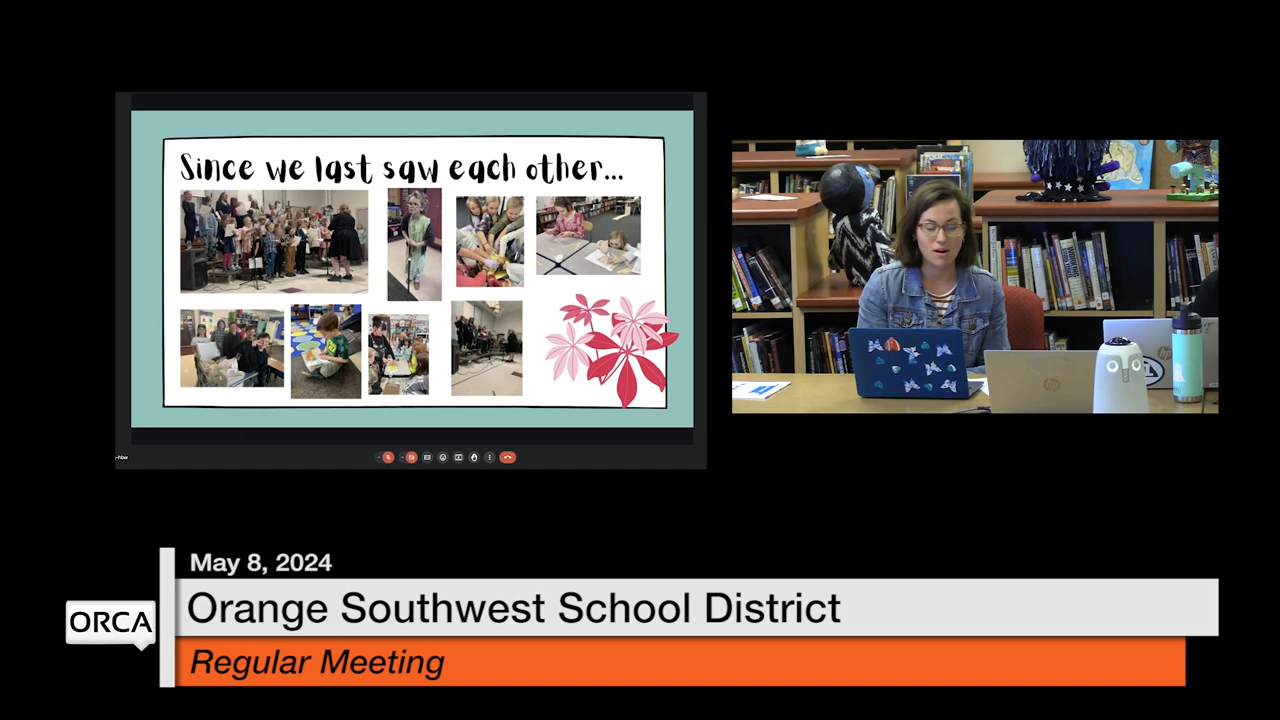 Since we last saw each other...
May 8, 2024
Orange Southwest School District
ORCA
Regular Meeting